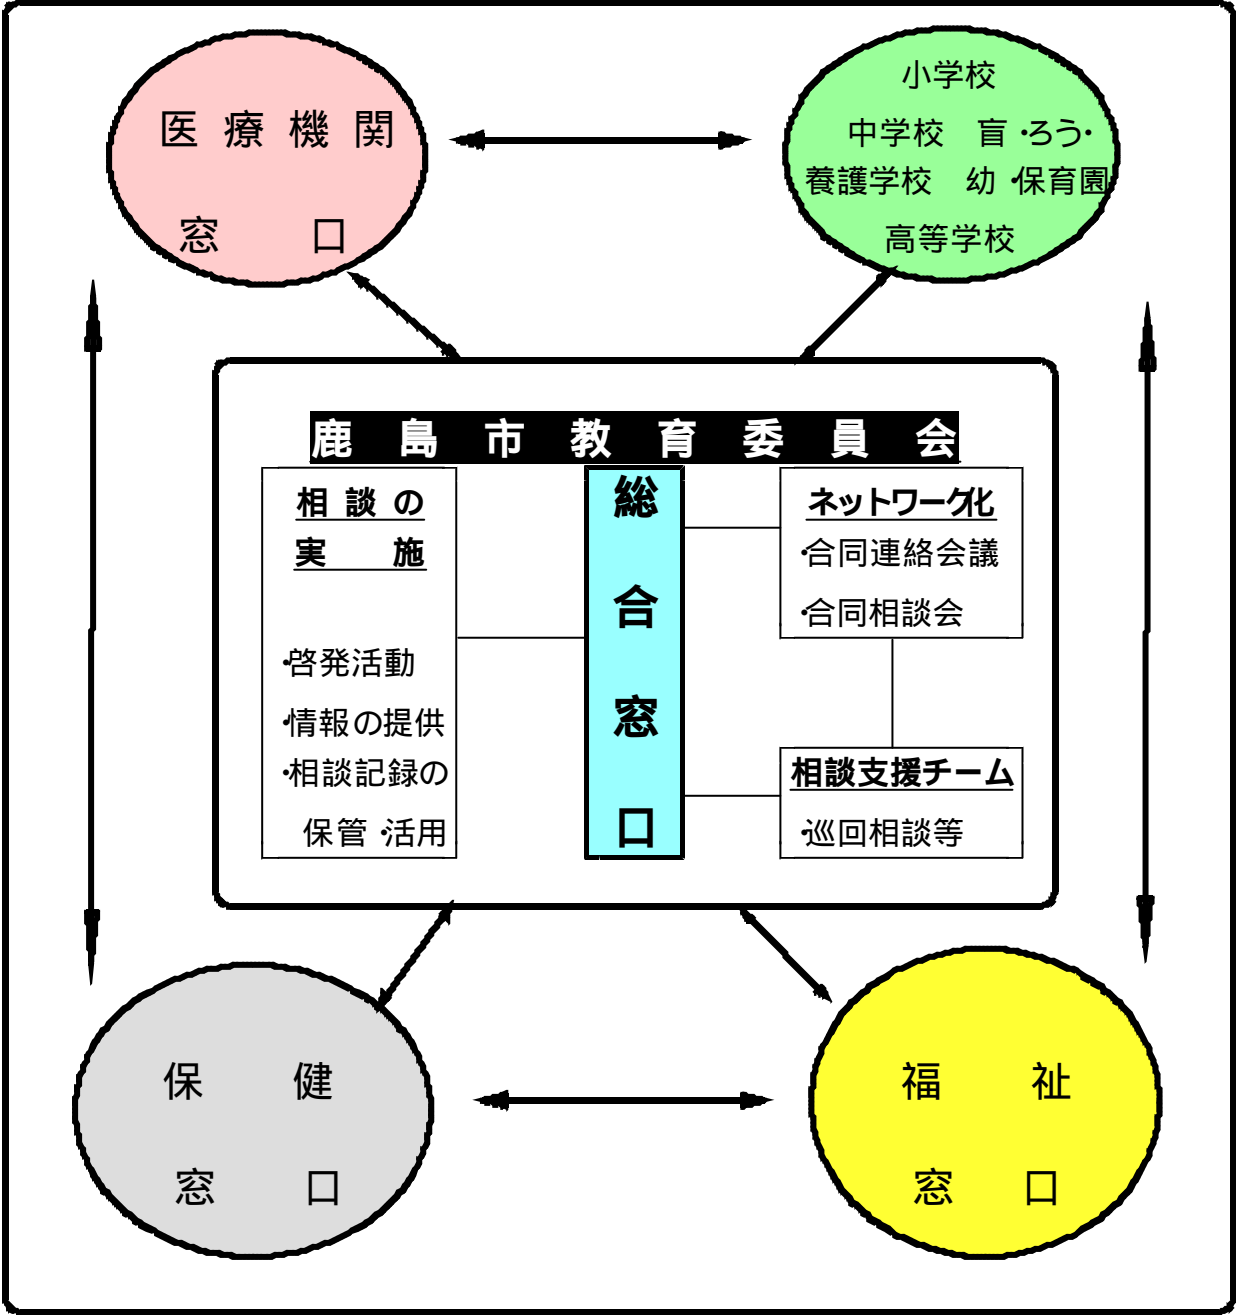 医療機関
窓口
小学校
中学校 盲・ろう・
養護学校 幼・保育園
高等学校
鹿島市教育委員会
相談の
実施
・啓発活動
・情報の提供
・相談記録の
保管・活用
総合窓口
ネットワーク化
・合同連絡会議
・合同相談会
相談支援チーム
・巡回相談等
保健
窓口
福祉
窓口